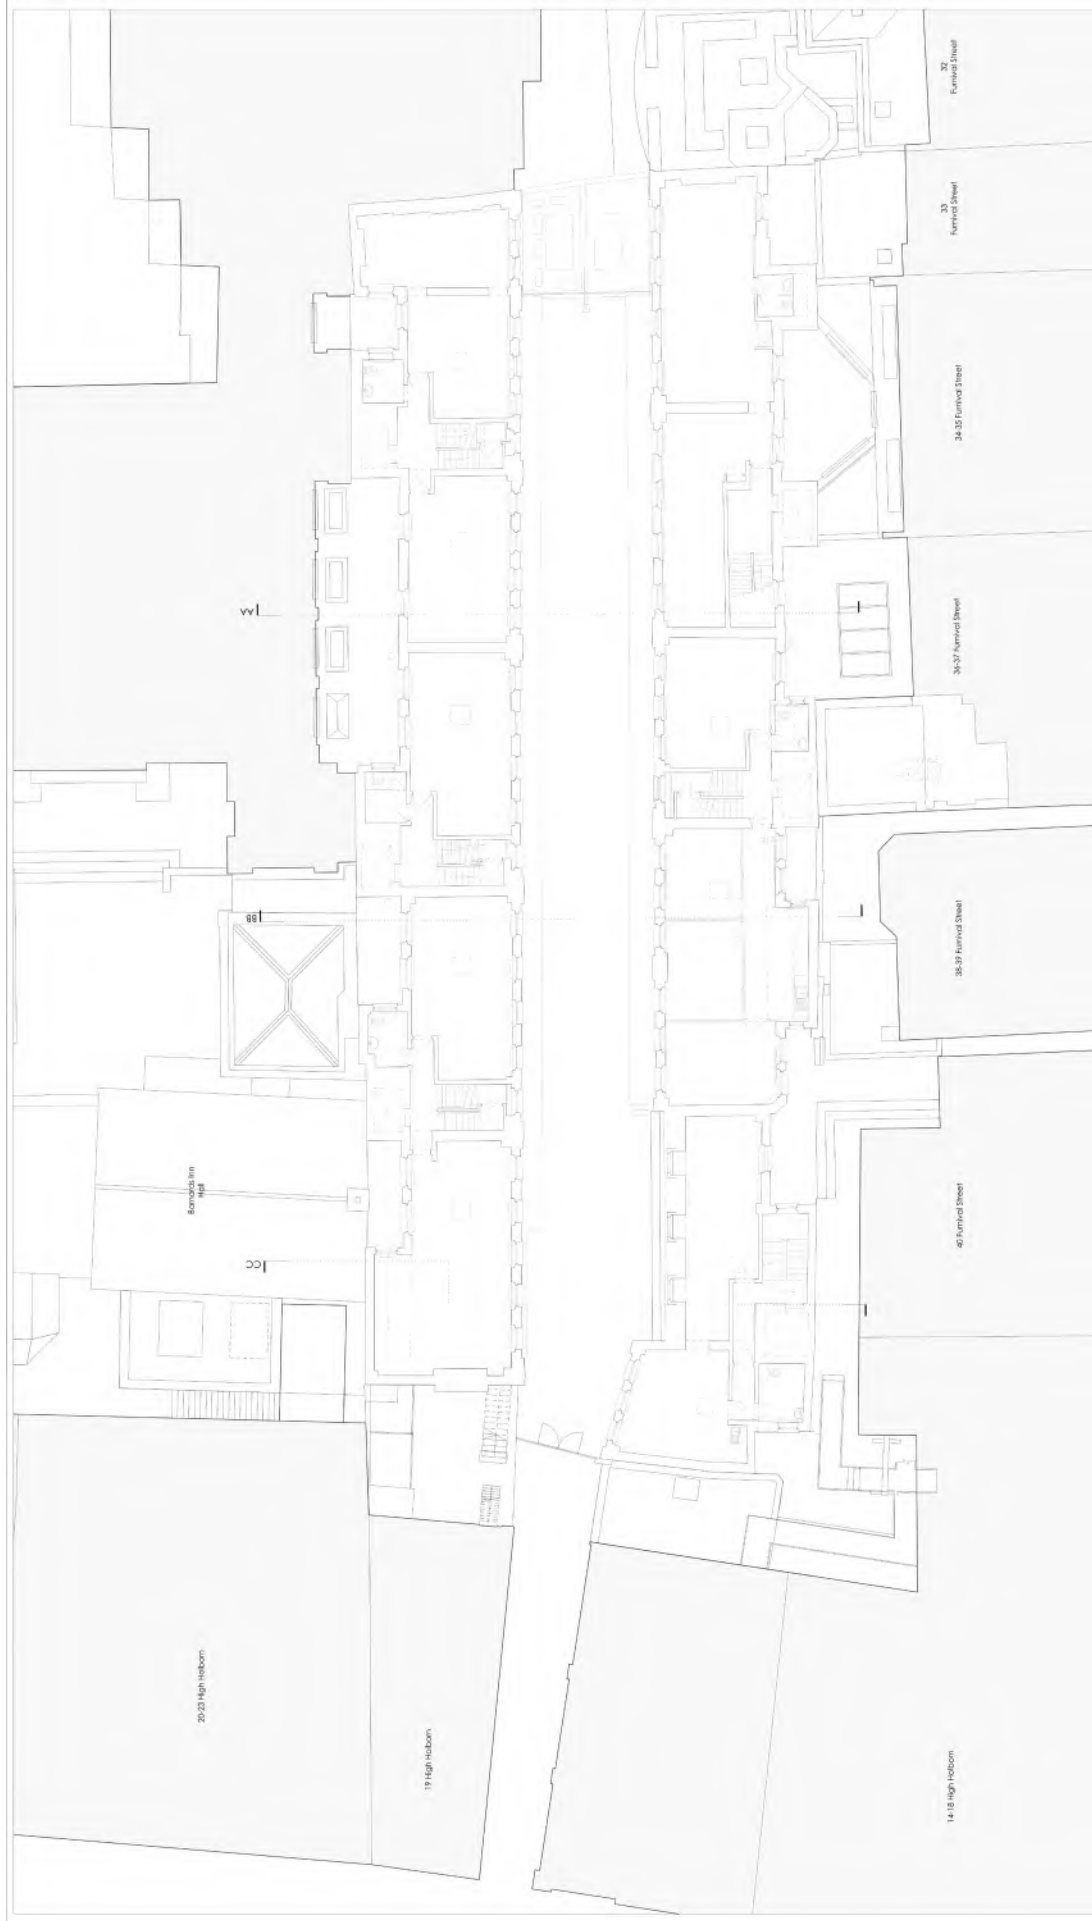 32
Furnival Street
33
Furnival Street
34-35 Furnival Street
AA
36-37 Furnival Street
BB
38-39 Furnival Street
Barnards Inn
Hall
40 Furnival Street
CC
20-23 High Holborn
19 High Holborn
14-18 High Holborn